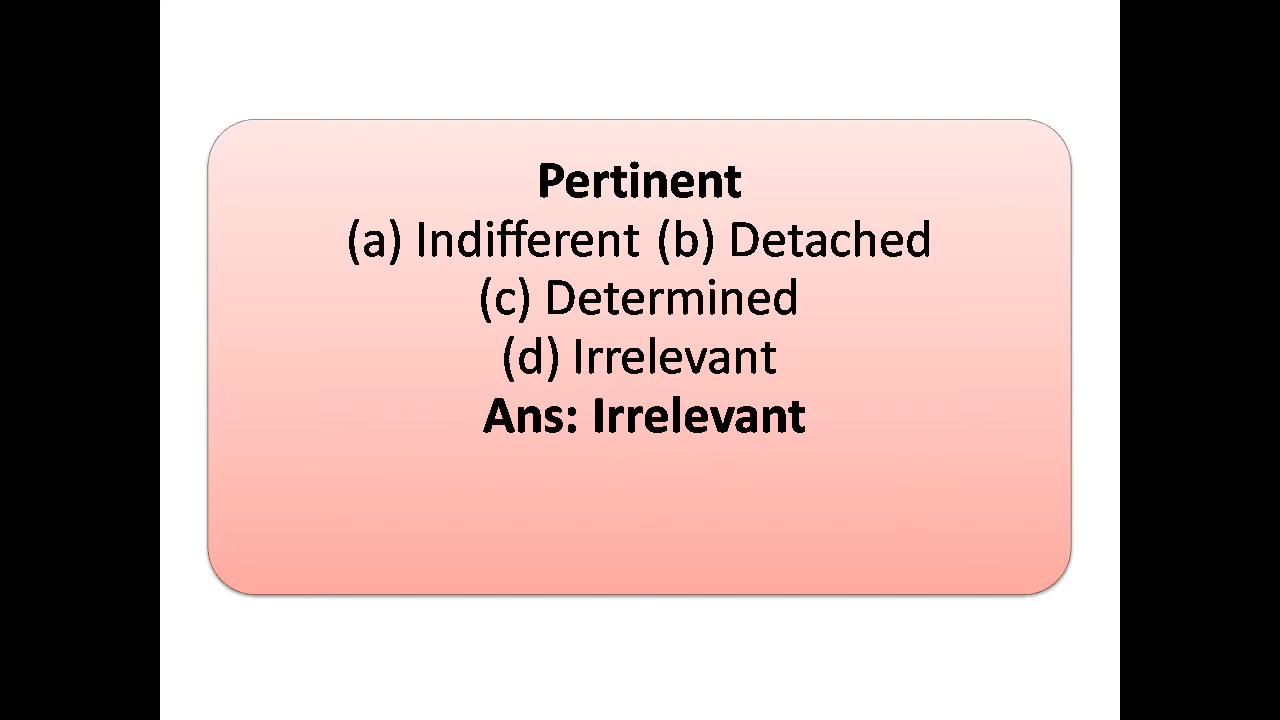 Pertinent
(a) Indifferent (b) Detached
(c) Determined
(d) Irrelevant
Ans: Irrelevant